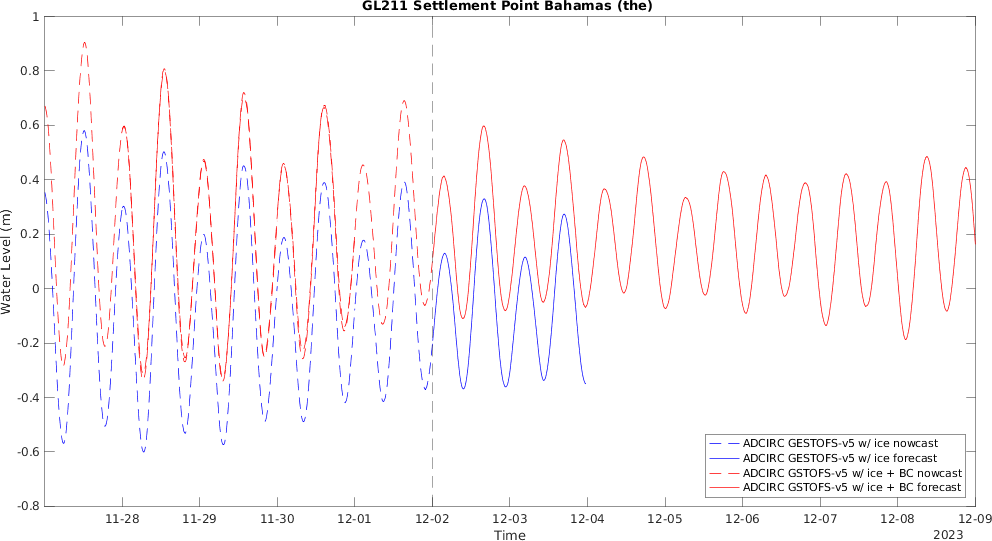 GL211 Settlement Point Bahamas (the)
Water Level (m)
1
0.8
0.6
0.4
0.2
0
-0.2
-0.4
-0.6
-0.8
ADCIRC GESTOFS-v5 w/ ice nowcast
ADCIRC GESTOFS-v5 w/ ice forecast
ADCIRC GSTOFS-v5 w/ ice + BC nowcast
ADCIRC GSTOFS-v5 w/ ice + BC forecast
11-28 11-29 11-30 12-01 12-02 12-03 12-04 12-05 12-06 12-07 12-08 12-09
Time
2023